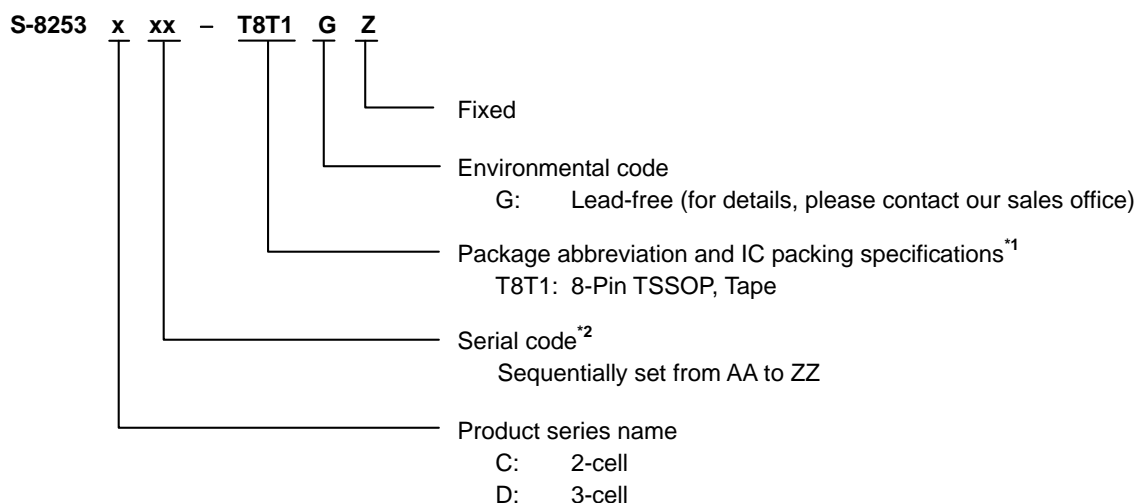 S-8253 x xx – T8T1 G Z
Fixed
Environmental code
G: Lead-free (for details, please contact our sales office)
Package abbreviation and IC packing specifications*1
T8T1: 8-Pin TSSOP, Tape
Serial code*2
Sequentially set from AA to ZZ
Product series name
C: 2-cell
D: 3-cell